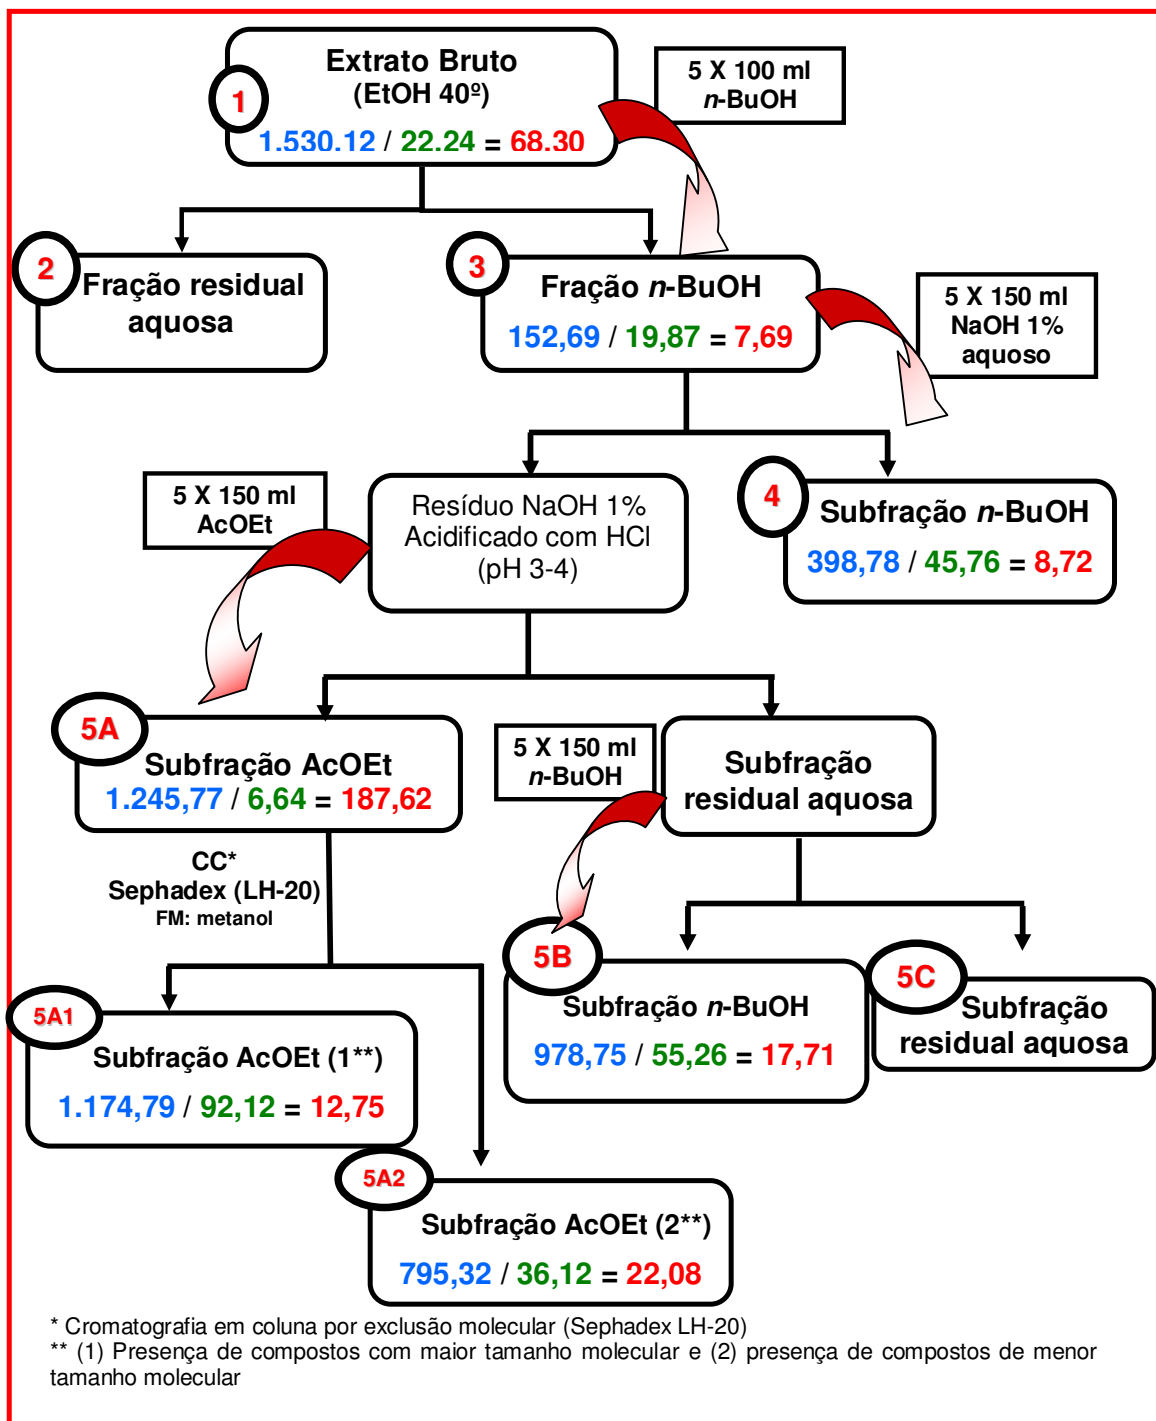 Extrato Bruto
(EtOH 40º)
1
1.530.12 / 22.24 = 68.30
5 X 100 ml
n-BuOH
2
Fração residual
aquosa
3
Fração n-BuOH
152,69 / 19,87 = 7,69
5 X 150 ml
NaOH 1%
aquoso
5 X 150 ml
AcOEt
Resíduo NaOH 1%
Acidificado com HCl
(pH 3-4)
4
Subfração n-BuOH
398,78 / 45,76 = 8,72
5A
Subfração AcOEt
1.245,77 / 6,64 = 187,62
5 X 150 ml
n-BuOH
Subfração
residual aquosa
CC*
Sephadex (LH-20)
FM: metanol
5B
Subfração n-BuOH
978,75 / 55,26 = 17,71
5C
Subfração
residual aquosa
5A1
Subfração AcOEt (1**)
1.174,79 / 92,12 = 12,75
5A2
Subfração AcOEt (2**)
795,32 / 36,12 = 22,08
* Cromatografia em coluna por exclusão molecular (Sephadex LH-20)
** (1) Presença de compostos com maior tamanho molecular e (2) presença de compostos de menor
tamanho molecular